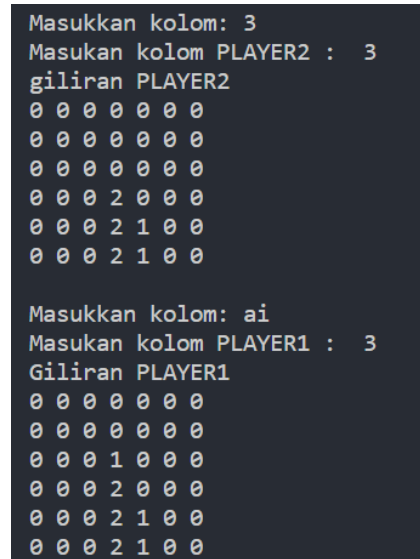 Masukkan kolom: 3
Masukan kolom PLAYER2 :  3
giliran PLAYER2
0 0 0 0 0 0 0
0 0 0 0 0 0 0
0 0 0 0 0 0 0
0 0 0 2 0 0 0
0 0 0 2 1 0 0
0 0 0 2 1 0 0

Masukkan kolom: ai
Masukan kolom PLAYER1 :  3
Giliran PLAYER1
0 0 0 0 0 0 0
0 0 0 0 0 0 0
0 0 0 1 0 0 0
0 0 0 2 0 0 0
0 0 0 2 1 0 0
0 0 0 2 1 0 0